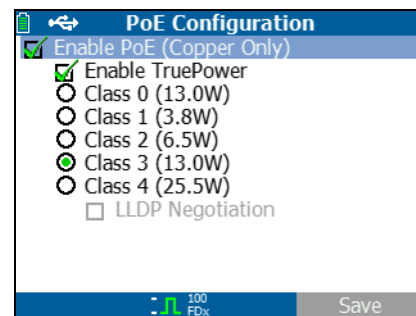 PoE Configuration
Enable PoE (Copper Only)
Enable TruePower
Class 0 (13.0W)
Class 1 (3.8W)
Class 2 (6.5W)
Class 3 (13.0W)
Class 4 (25.5W)
LLDP Negotiation
100
FDx
Save